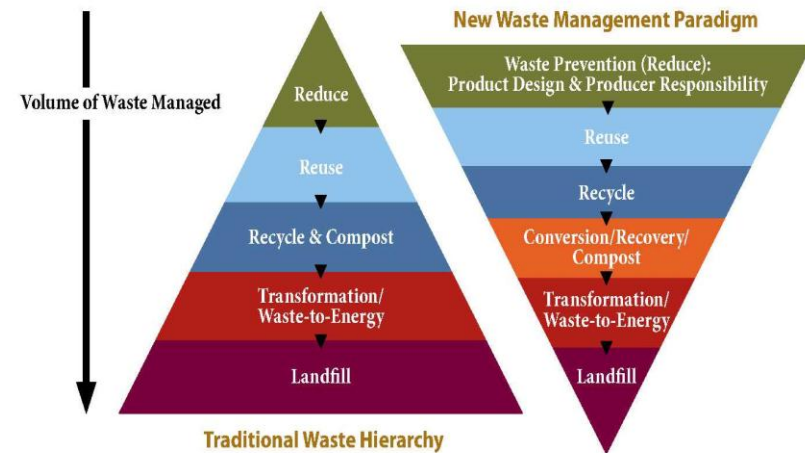 New Waste Management Paradigm
Volume of Waste Managed
Reduce
Reuse
Recycle & Compost
Transformation/
Waste-to-Energy
Landfill
Traditional Waste Hierarchy
Waste Prevention (Reduce):
Product Design & Producer Responsibility
Reuse
Recycle
Conversion/Recovery/
Compost
Transformation/
Waste-to-Energy
Landfill